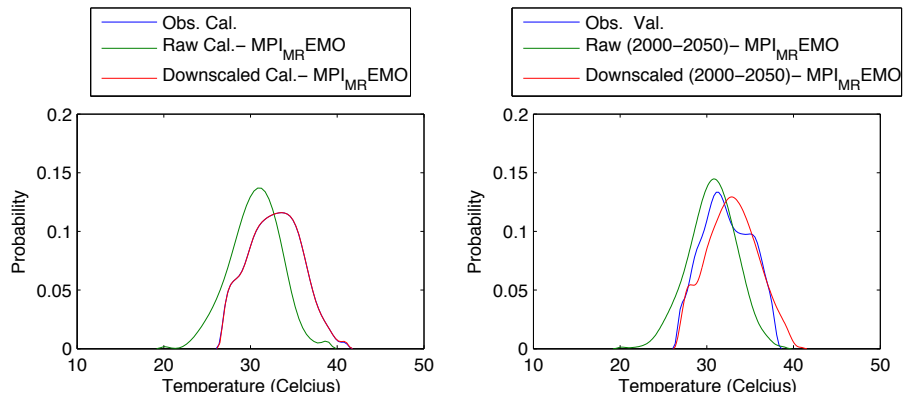 Obs. Cal.
Raw Cal.− MPI_MR EMO
Downscaled Cal.− MPI_MR EMO
0.2
0.15
0.1
0.05
0
Probability
10 20 30 40 50
Temperature (Celcius)
Obs. Val.
Raw (2000−2050)− MPI_MR EMO
Downscaled (2000−2050)− MPI_MR EMO
0.2
0.15
0.1
0.05
0
Probability
10 20 30 40 50
Temperature (Celcius)